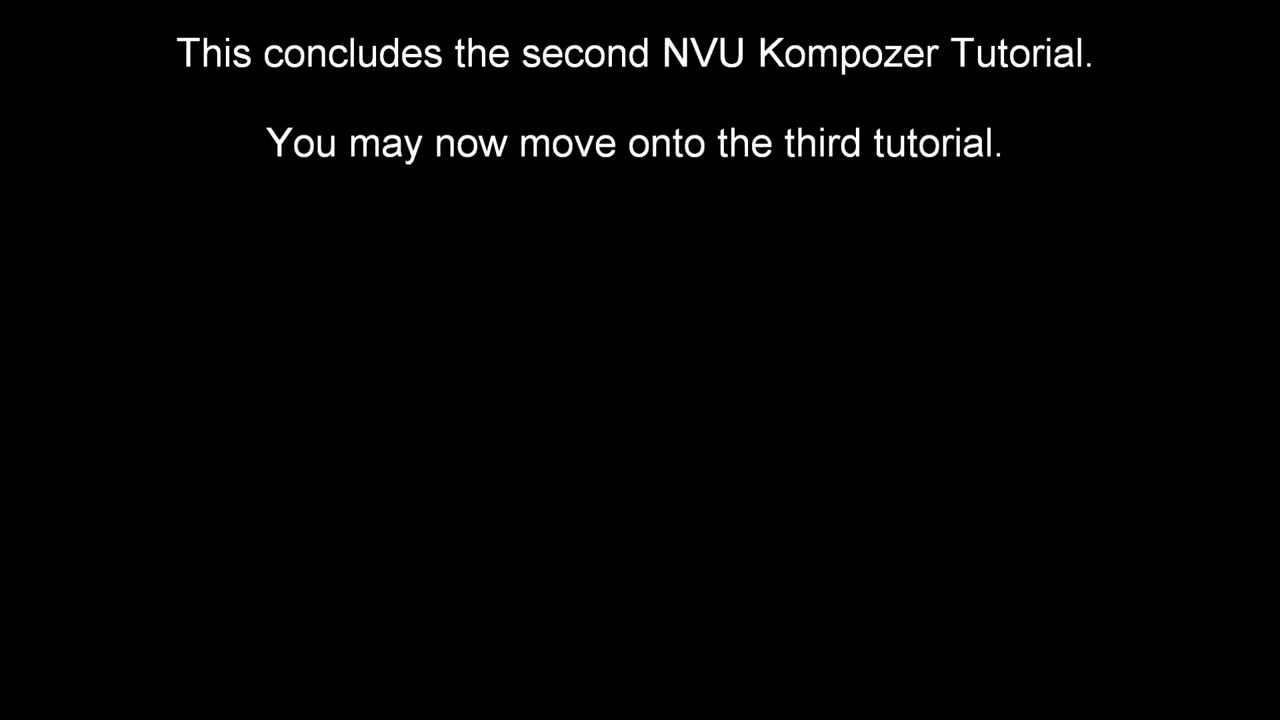 This concludes the second NVU Kompozer Tutorial.
You may now move onto the third tutorial.